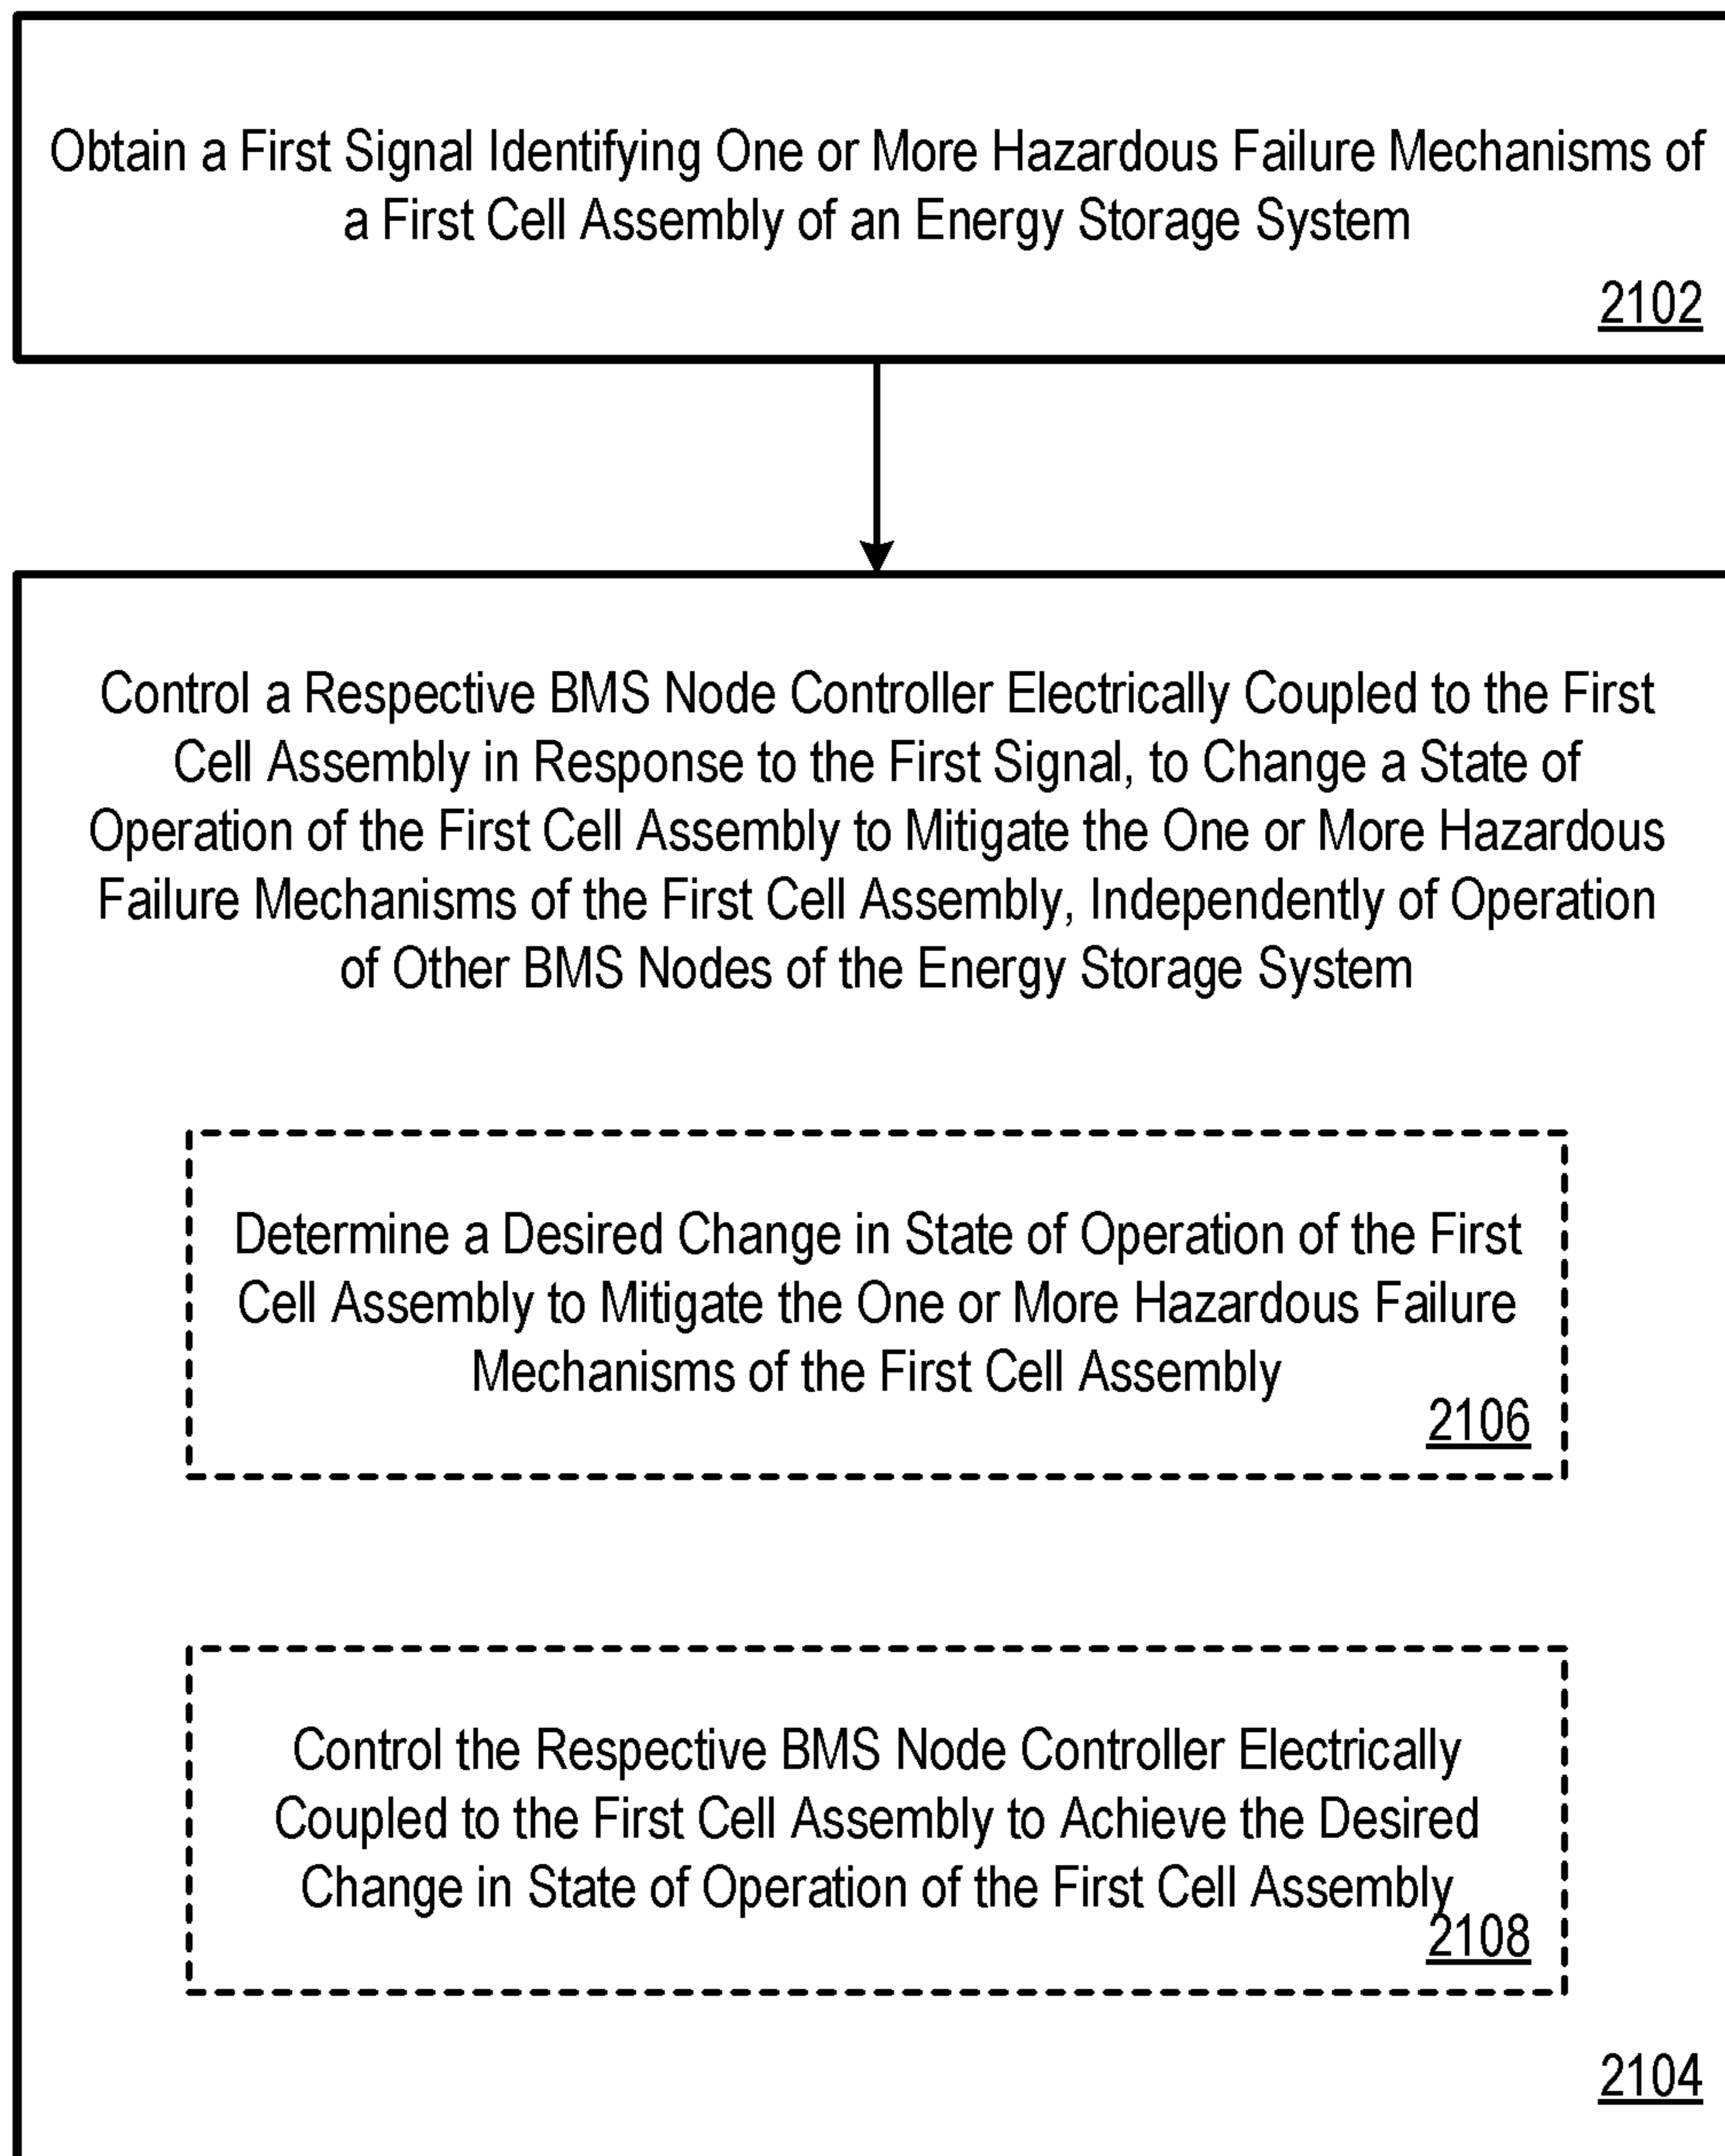 Obtain a First Signal Identifying One or More Hazardous Failure Mechanisms of
a First Cell Assembly of an Energy Storage System
2102
Control a Respective BMS Node Controller Electrically Coupled to the First
Cell Assembly in Response to the First Signal, to Change a State of
Operation of the First Cell Assembly to Mitigate the One or More Hazardous
Failure Mechanisms of the First Cell Assembly, Independently of Operation
of Other BMS Nodes of the Energy Storage System
Determine a Desired Change in State of Operation of the First
Cell Assembly to Mitigate the One or More Hazardous Failure
Mechanisms of the First Cell Assembly
2106
Control the Respective BMS Node Controller Electrically
Coupled to the First Cell Assembly to Achieve the Desired
Change in State of Operation of the First Cell Assembly
2108
2104